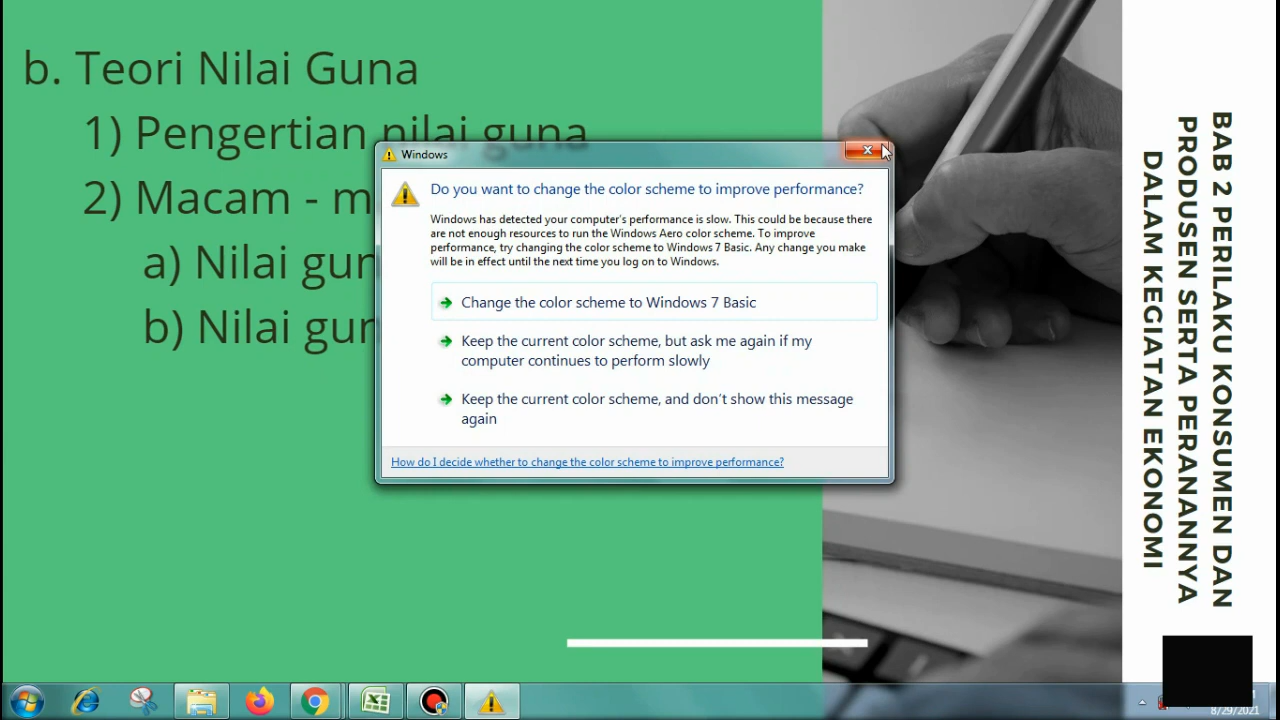 b. Teori Nilai Guna
1) Pengertian nilai guna
2) Macam - m
a) Nilai gun
b) Nilai gun
Windows
Do you want to change the color scheme to improve performance?
Windows has detected your computer's performance is slow. This could be because there
are not enough resources to run the Windows Aero color scheme. To improve
performance, try changing the color scheme to Windows 7 Basic. Any change you make
will be in effect until the next time you log on to Windows.
Change the color scheme to Windows 7 Basic
Keep the current color scheme, but ask me again if my
computer continues to perform slowly
Keep the current color scheme, and don't show this message
again
How do I decide whether to change the color scheme to improve performance?
BAB 2 PERILAKU KONSUMEN DAN
PRODUSEN SERTA PERANANNYA
DALAM KEGIATAN EKONOMI
8/29/2021